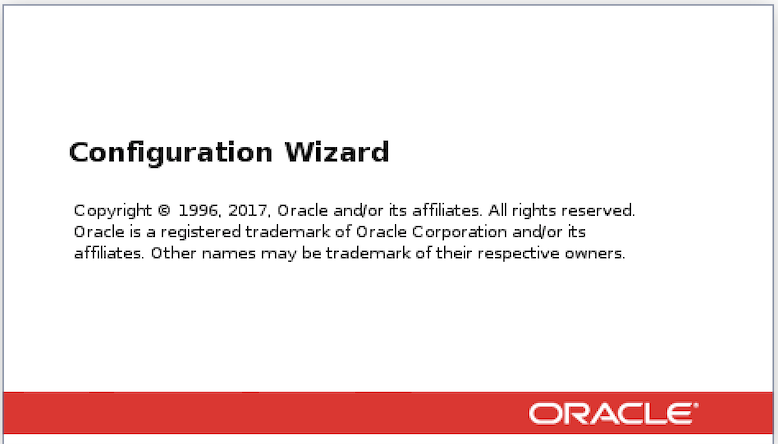 Configuration Wizard
Copyright © 1996, 2017, Oracle and/or its affiliates. All rights reserved.
Oracle is a registered trademark of Oracle Corporation and/or its
affiliates. Other names may be trademark of their respective owners.
ORACLE®